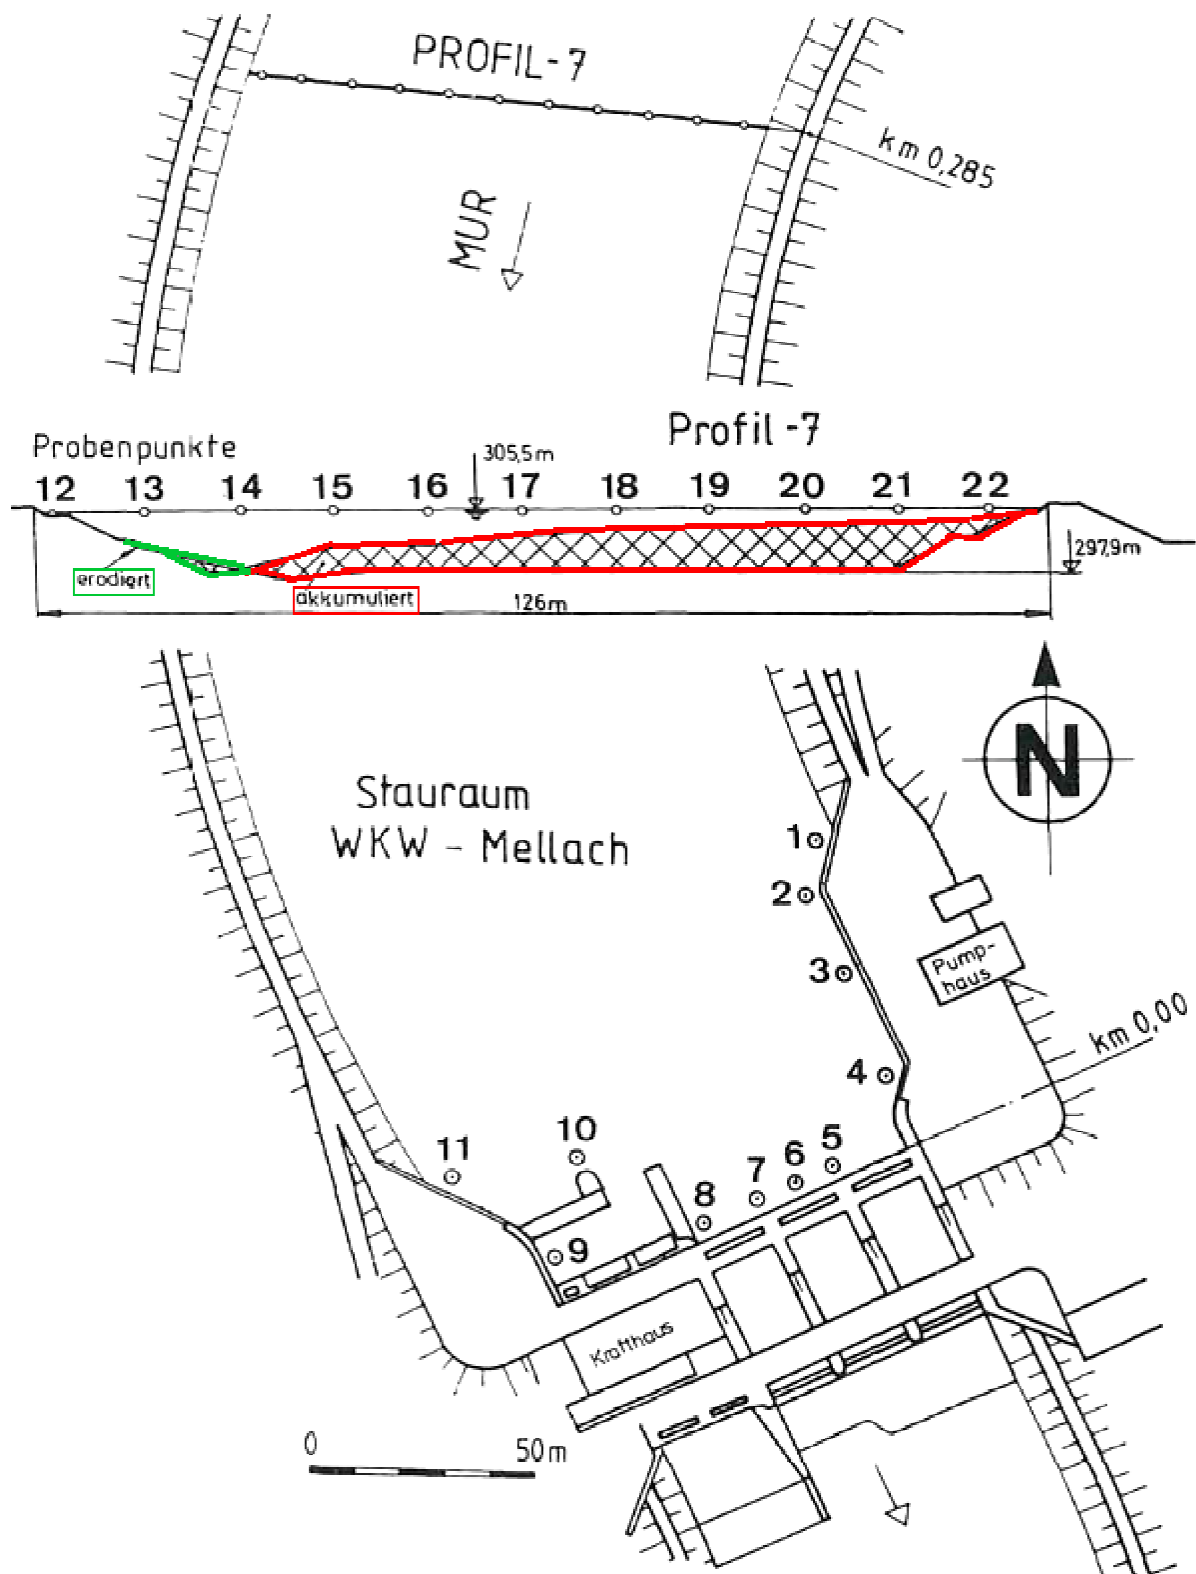 PROFIL-7
km 0,285
MUR
Profil -7
Probenpunkte
305,5m
12 13 14 15 16 17 18 19 20 21 22
297,9m
erodiert
akkumuliert
126m
N
Stauraum
WKW - Mellach
1
2
3
Pump-
haus
km 0,00
4
5
6
7
8
9
10
11
Krafthaus
0 50m